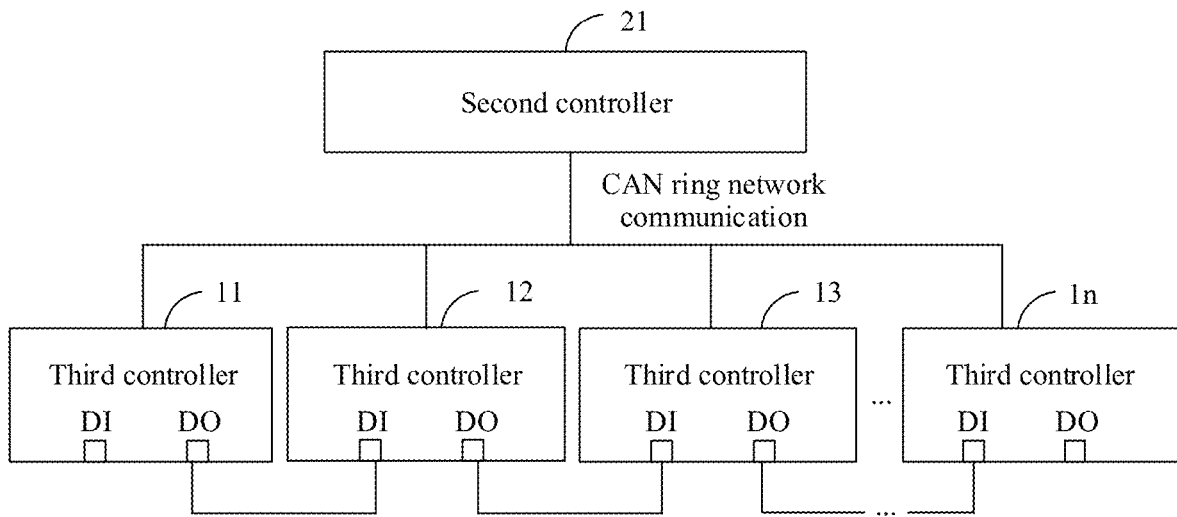 21
Second controller
CAN ring network
communication
11
12
13
1n
Third controller
Third controller
Third controller
...
Third controller
DI DO
DI DO
DI DO
DI DO
...